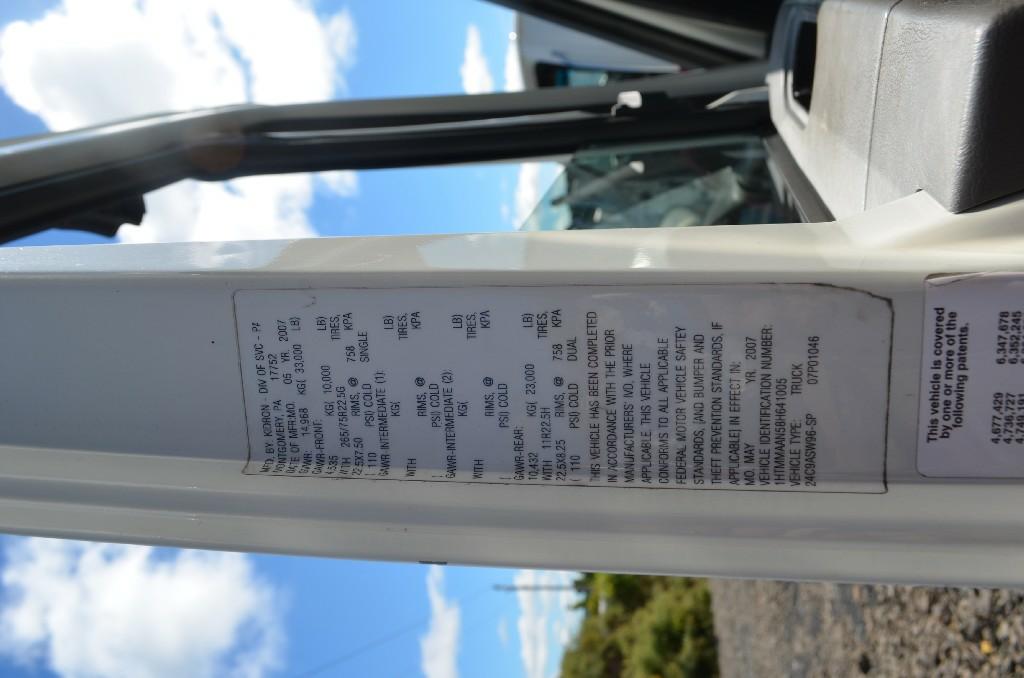 MFD. BY KIDRON - DIV OF SVC -
MONTGOMERY, PA 17752
DATE OF MFR:MO. 05 YR. 2007
GVWR: 14,968 KG( 33,000 LB)
GAWR-FRONT:
4,535 KG( 10,000 LB)
WITH 265/75R22.5G TIRES,
22.5X7.50 RIMS, @ 758 KPA
( 110 PSI) COLD SINGLE
GAWR-INTERMEDIATE (1):
KG( LB)
WITH TIRES,
RIMS, @ KPA
( PSI) COLD
GAWR-INTERMEDIATE (2):
KG( LB)
WITH TIRES,
RIMS, @ KPA
( PSI) COLD
GAWR-REAR:
10,432 KG( 23,000 LB)
WITH 11R22.5H TIRES,
22.5X8.25 RIMS, @ 758 KPA
( 110 PSI) COLD DUAL
THIS VEHICLE HAS BEEN COMPLETED
IN ACCORDANCE WITH THE PRIOR
MANUFACTURERS IVD, WHERE
APPLICABLE. THIS VEHICLE
CONFORMS TO ALL APPLICABLE
FEDERAL MOTOR VEHICLE SAFTEY
STANDARDS, (AND BUMPER AND
THEFT PREVENTION STANDARDS, IF
APPLICABLE) IN EFFECT IN:
MO. MAY YR. 2007
VEHICLE IDENTIFICATION NUMBER:
1HTMMAAN58H641005
VEHICLE TYPE: TRUCK
24C9ASW96-SP 07P01046
This vehicle is covered
by one or more of the
following patents.
4,677,429 6,347,678
4,736,727 6,352,245
4,749,191